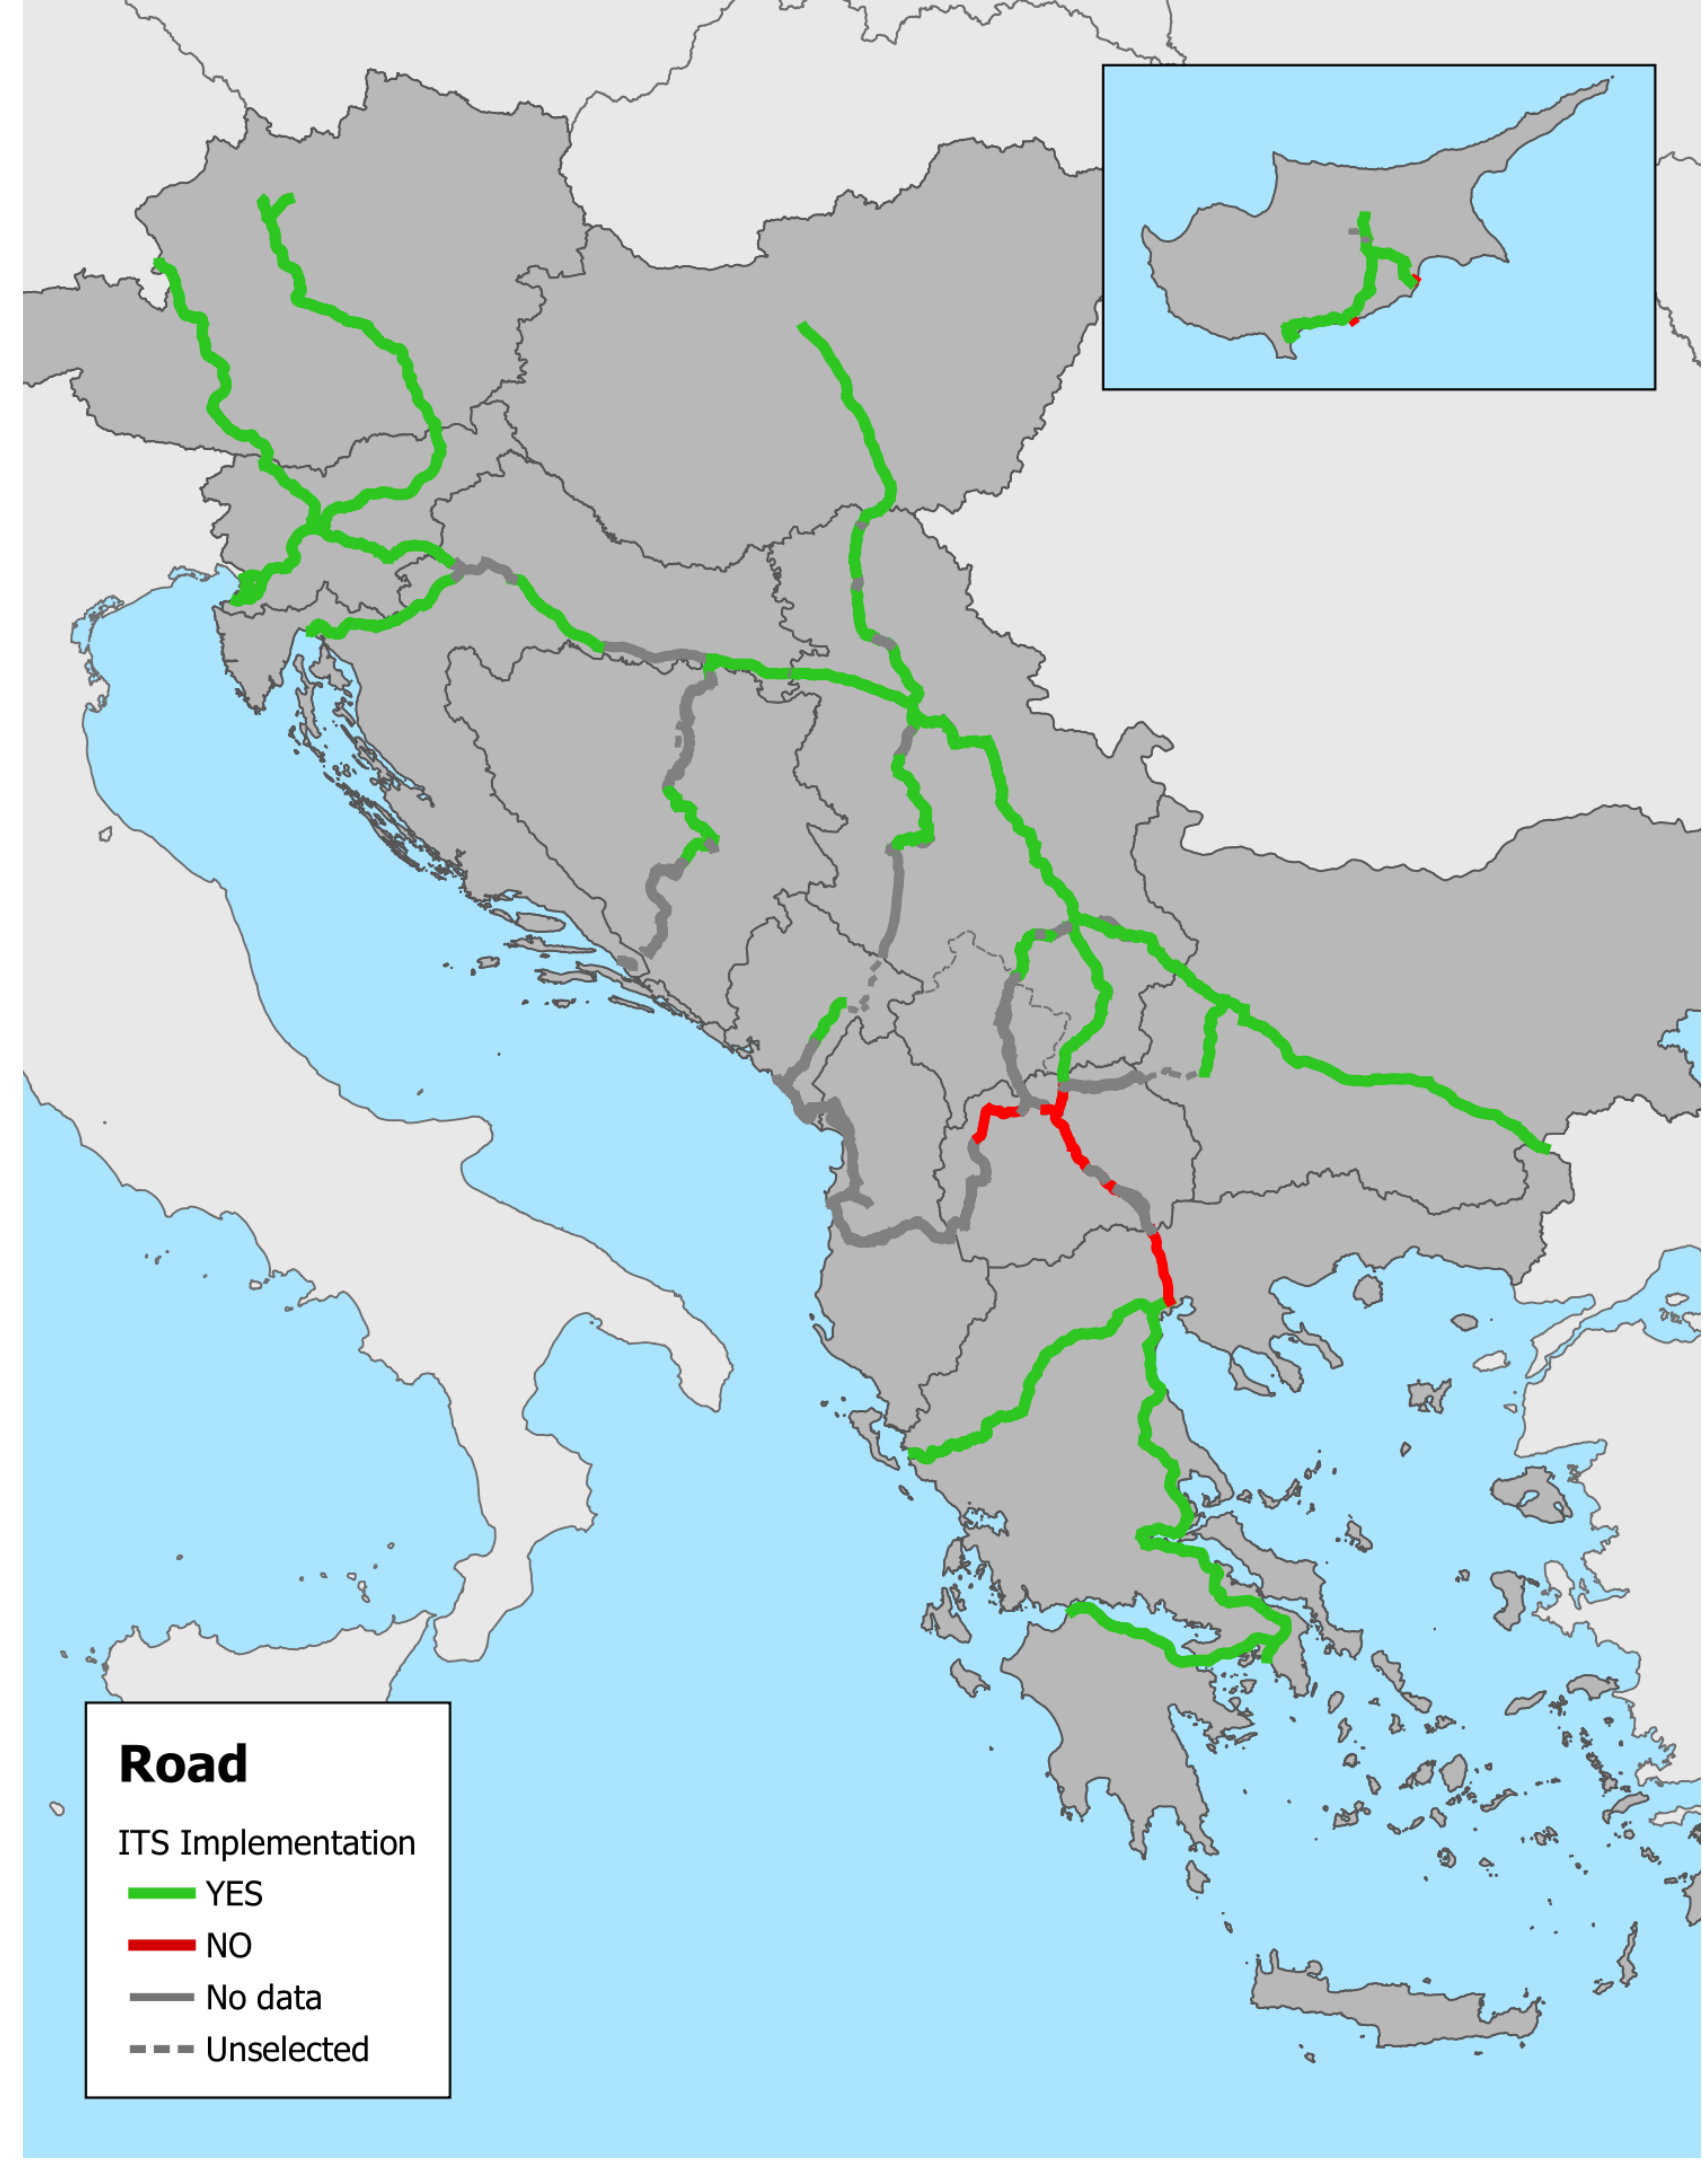 Road
ITS Implementation
YES
NO
No data
Unselected